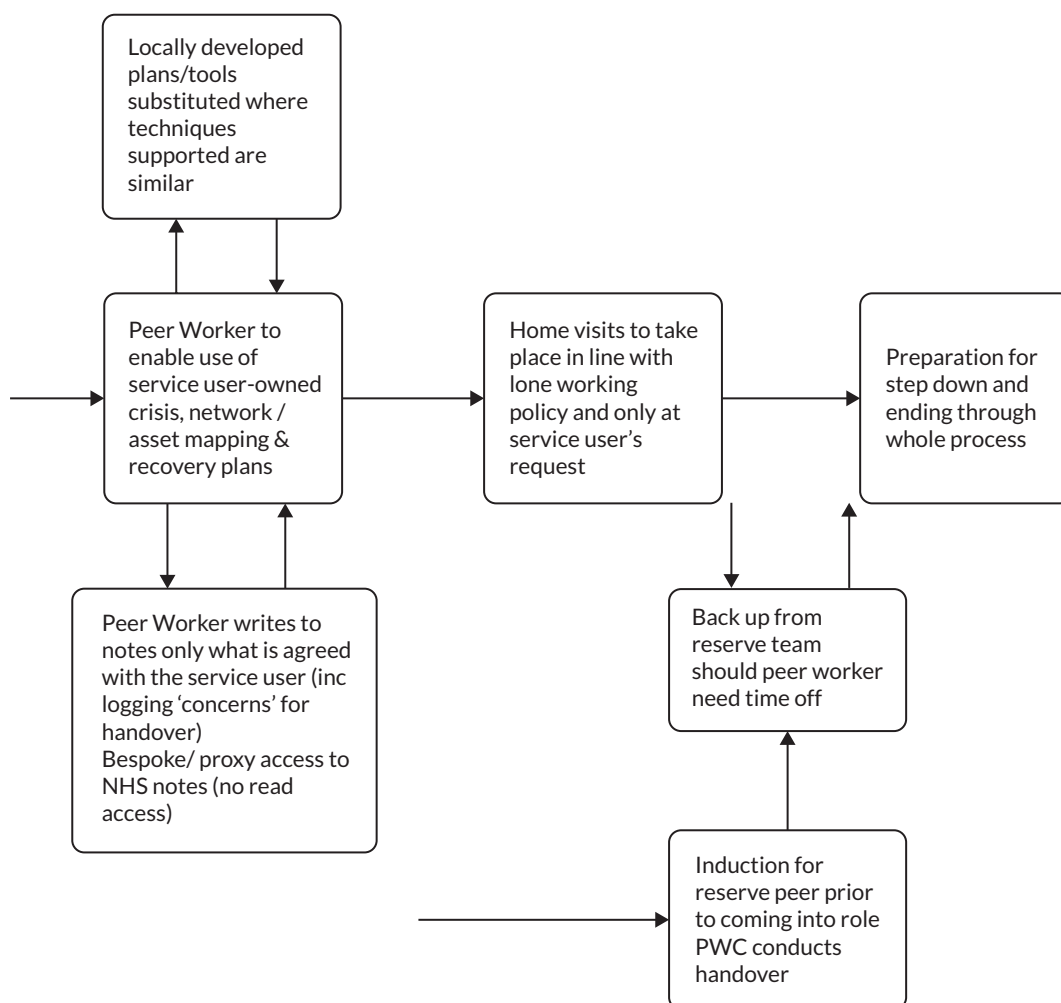 Locally developed
plans/tools
substituted where
techniques
supported are
similar
Peer Worker to
enable use of
service user-owned
crisis, network /
asset mapping &
recovery plans
Home visits to take
place in line with
lone working
policy and only at
service user’s
request
Preparation for
step down and
ending through
whole process
Peer Worker writes to
notes only what is agreed
with the service user (inc
logging ‘concerns’ for
handover)
Bespoke/ proxy access to
NHS notes (no read
access)
Back up from
reserve team
should peer worker
need time off
Induction for
reserve peer prior
to coming into role
PWC conducts
handover